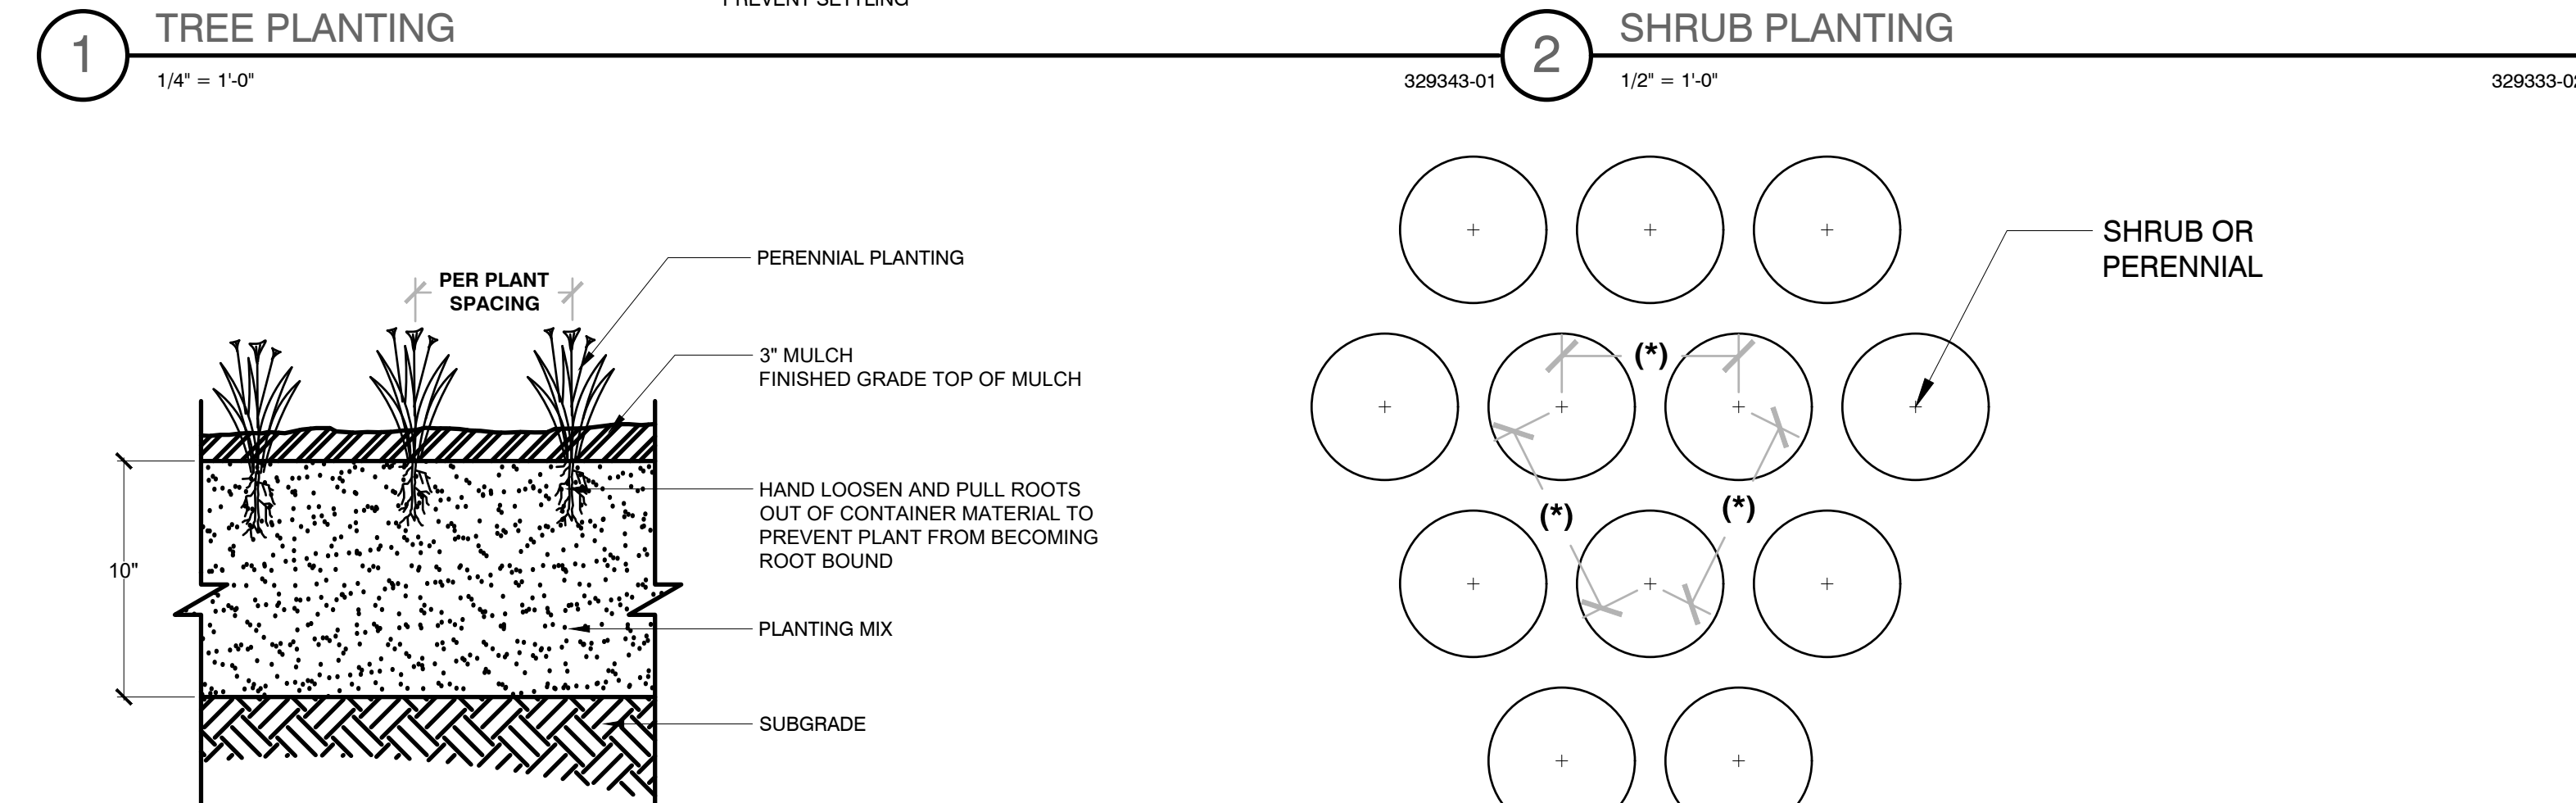 PREVENT SETTLING
1
TREE PLANTING
1/4" = 1'-0"
329343-01
2
SHRUB PLANTING
1/2" = 1'-0"
PER PLANT
SPACING
PERENNIAL PLANTING
3" MULCH
FINISHED GRADE TOP OF MULCH
HAND LOOSEN AND PULL ROOTS
OUT OF CONTAINER MATERIAL TO
PREVENT PLANT FROM BECOMING
ROOT BOUND
10"
PLANTING MIX
SUBGRADE
SHRUB OR
PERENNIAL
(*)
(*)
(*)